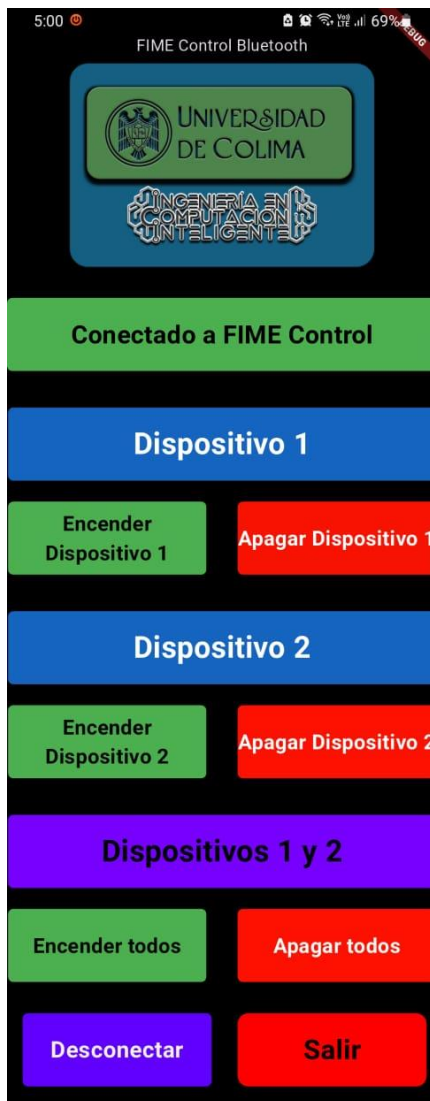 5:00 69%
DEBUG
FIME Control Bluetooth
UNIVERSIDAD
DE COLIMA
INGENIERÍA EN
COMPUTACIÓN
INTELIGENTE
Conectado a FIME Control
Dispositivo 1
Encender
Dispositivo 1
Apagar Dispositivo 1
Dispositivo 2
Encender
Dispositivo 2
Apagar Dispositivo 2
Dispositivos 1 y 2
Encender todos
Apagar todos
Desconectar
Salir